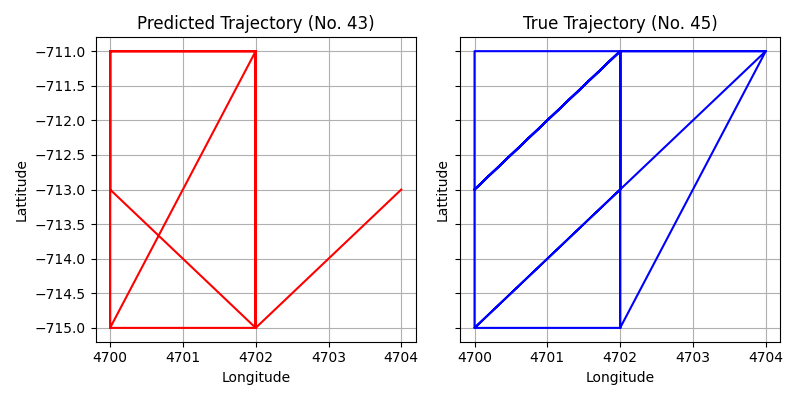 Predicted Trajectory (No. 43)
True Trajectory (No. 45)
−711.0
−711.5
−712.0
−712.5
−713.0
−713.5
−714.0
−714.5
−715.0
Lattitude
Lattitude
4700 4701 4702 4703 4704
4700 4701 4702 4703 4704
Longitude
Longitude